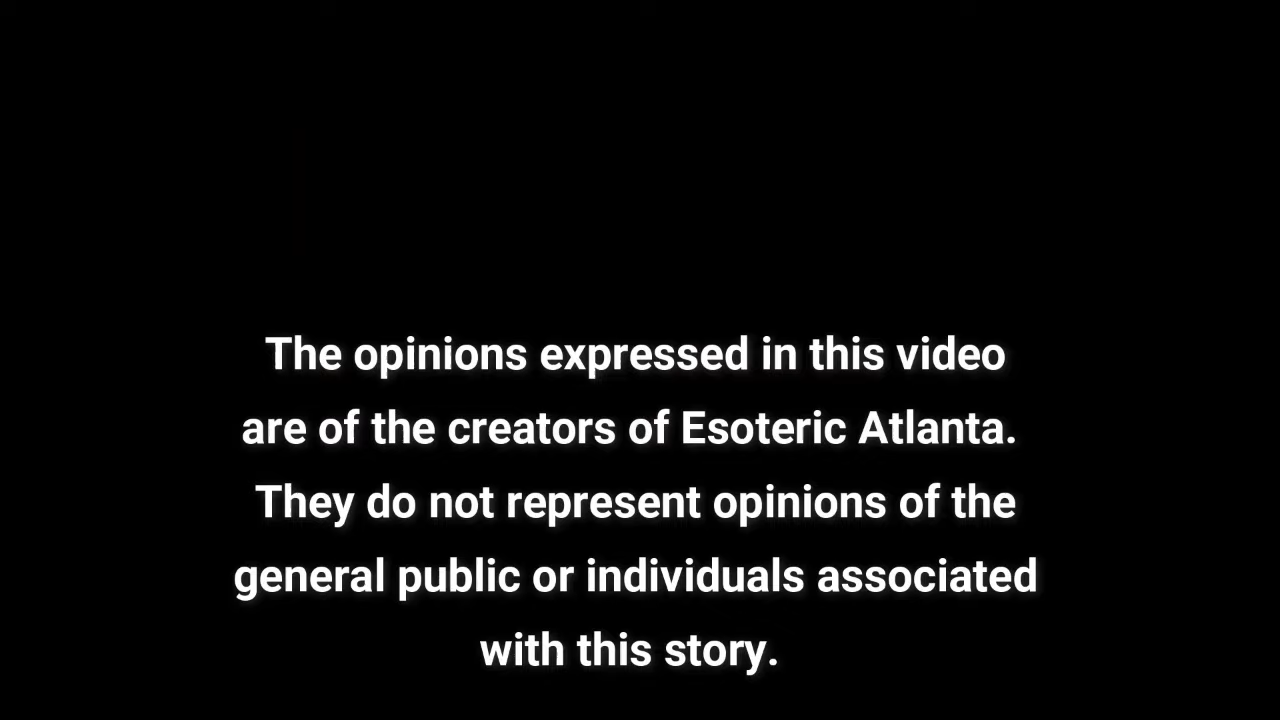 The opinions expressed in this video
are of the creators of Esoteric Atlanta.
They do not represent opinions of the
general public or individuals associated
with this story.